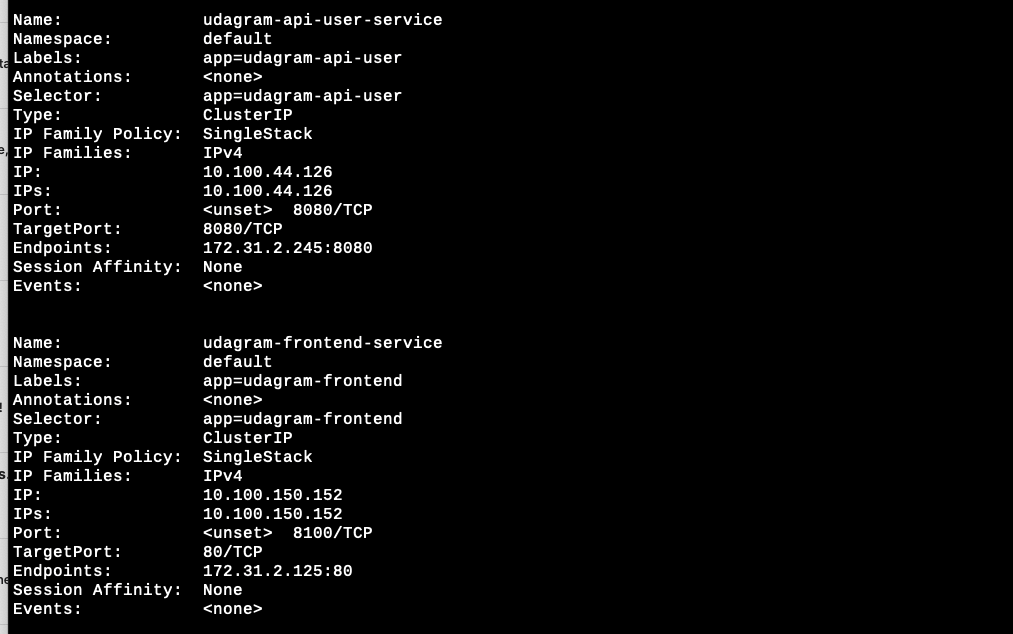 Name:                     udagram-api-user-service
Namespace:                default
Labels:                   app=udagram-api-user
Annotations:              <none>
Selector:                 app=udagram-api-user
Type:                     ClusterIP
IP Family Policy:  SingleStack
IP Families:              IPv4
IP:                       10.100.44.126
IPs:                      10.100.44.126
Port:                     <unset>  8080/TCP
TargetPort:               8080/TCP
Endpoints:                172.31.2.245:8080
Session Affinity:  None
Events:                   <none>
Name:                     udagram-frontend-service
Namespace:                default
Labels:                   app=udagram-frontend
Annotations:              <none>
Selector:                 app=udagram-frontend
Type:                     ClusterIP
IP Family Policy:  SingleStack
IP Families:              IPv4
IP:                       10.100.150.152
IPs:                      10.100.150.152
Port:                     <unset>  8100/TCP
TargetPort:               80/TCP
Endpoints:                172.31.2.125:80
Session Affinity:  None
Events:                   <none>